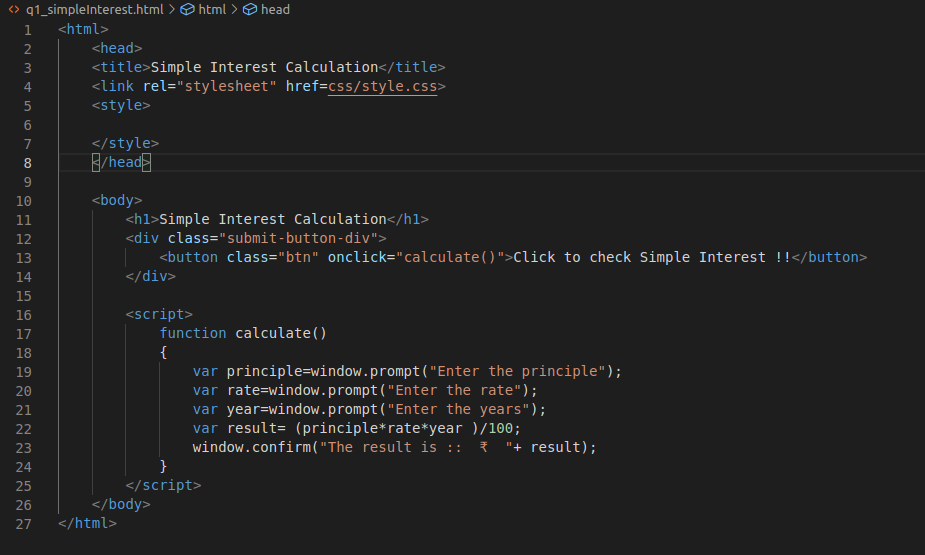 q1_simpleInterest.html > html > head
1 <html>
2 <head>
3 <title>Simple Interest Calculation</title>
4 <link rel="stylesheet" href=css/style.css>
5 <style>
6
7 </style>
8 </head>
9
10 <body>
11 <h1>Simple Interest Calculation</h1>
12 <div class="submit-button-div">
13 <button class="btn" onclick="calculate()">Click to check Simple Interest !!</button>
14 </div>
15
16 <script>
17 function calculate()
18 {
19 var principle=window.prompt("Enter the principle");
20 var rate=window.prompt("Enter the rate");
21 var year=window.prompt("Enter the years");
22 var result= (principle*rate*year )/100;
23 window.confirm("The result is ::  ₹  "+ result);
24 }
25 </script>
26 </body>
27 </html>